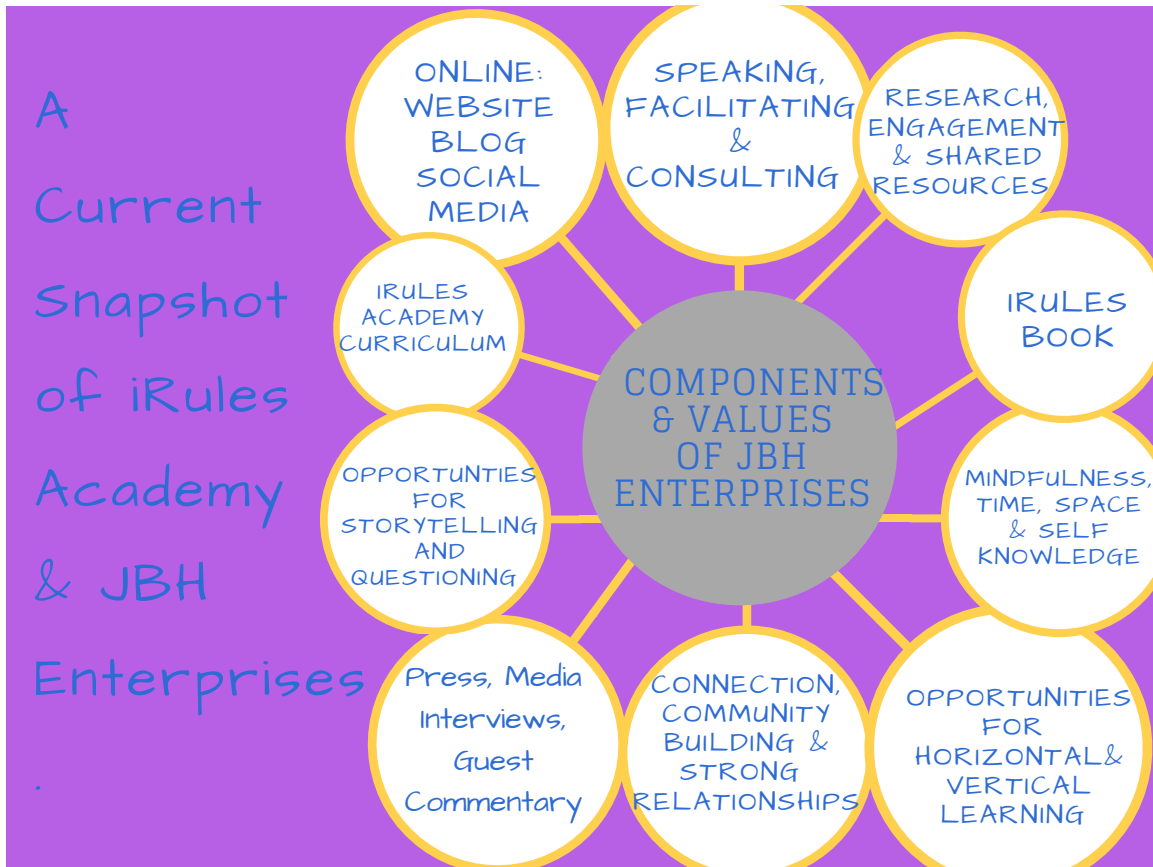 A
Current
Snapshot
of iRules
Academy
& JBH
Enterprises
.
ONLINE:
WEBSITE
BLOG
SOCIAL
MEDIA
SPEAKING,
FACILITATING
&
CONSULTING
RESEARCH,
ENGAGEMENT
& SHARED
RESOURCES
IRULES
BOOK
MINDFULNESS,
TIME, SPACE
& SELF
KNOWLEDGE
OPPORTUNITIES
FOR
HORIZONTAL&
VERTICAL
LEARNING
CONNECTION,
COMMUNITY
BUILDING &
STRONG
RELATIONSHIPS
Press, Media
Interviews,
Guest
Commentary
OPPORTUNTIES
FOR
STORYTELLING
AND
QUESTIONING
IRULES
ACADEMY
CURRICULUM
COMPONENTS
& VALUES
OF JBH
ENTERPRISES